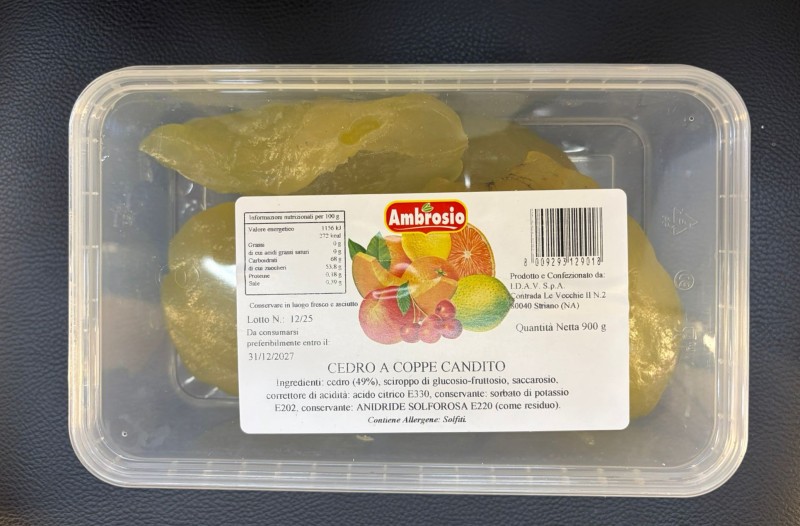 Ambrosio
Informazioni nutrizionali per 100 g
Valore energetico 1156 kJ
272 kcal
Grassi 0 g
di cui acidi grassi saturi 0 g
Carboidrati 68 g
di cui zuccheri 53,8 g
Proteine 0,18 g
Sale 0,39 g
Conservare in luogo fresco e asciutto
Lotto N.: 12/25
Da consumarsi
preferibilmente entro il:
31/12/2027
8 009293 129018
Prodotto e Confezionato da:
I.D.A.V. S.p.A.
Contrada Le Vecchie II N.2
80040 Striano (NA)
Quantità Netta 900 g
CEDRO A COPPE CANDITO
Ingredienti: cedro (49%), sciroppo di glucosio-fruttosio, saccarosio,
correttore di acidità: acido citrico E330, conservante: sorbato di potassio
E202, conservante: ANIDRIDE SOLFOROSA E220 (come residuo).
Contiene Allergene: Solfiti.